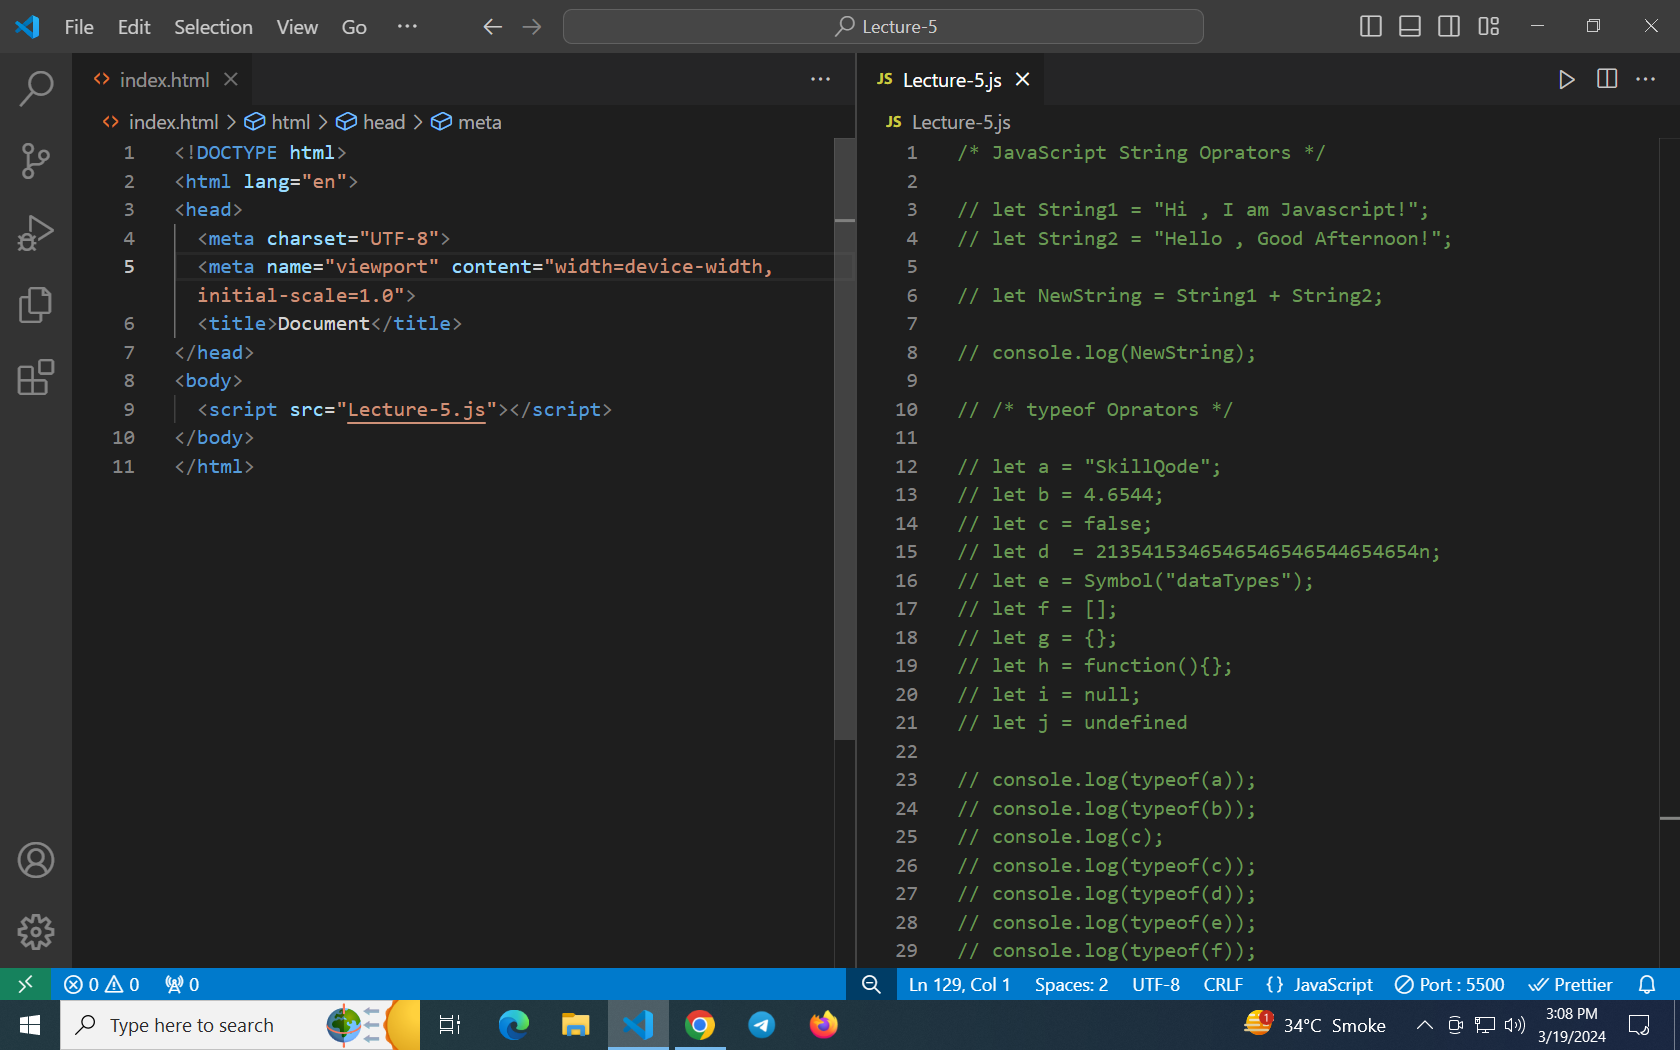 File Edit Selection View Go ··· Lecture-5
index.html
index.html > html > head > meta
1 <!DOCTYPE html>
2 <html lang="en">
3 <head>
4 <meta charset="UTF-8">
5 <meta name="viewport" content="width=device-width,
initial-scale=1.0">
6 <title>Document</title>
7 </head>
8 <body>
9 <script src="Lecture-5.js"></script>
10 </body>
11 </html>
JS Lecture-5.js
JS Lecture-5.js
1 /* JavaScript String Oprators */
2
3 // let String1 = "Hi , I am Javascript!";
4 // let String2 = "Hello , Good Afternoon!";
5
6 // let NewString = String1 + String2;
7
8 // console.log(NewString);
9
10 // /* typeof Oprators */
11
12 // let a = "SkillQode";
13 // let b = 4.6544;
14 // let c = false;
15 // let d  = 21354153465465465465446546​54n;
16 // let e = Symbol("dataTypes");
17 // let f = [];
18 // let g = {};
19 // let h = function(){};
20 // let i = null;
21 // let j = undefined
22
23 // console.log(typeof(a));
24 // console.log(typeof(b));
25 // console.log(c);
26 // console.log(typeof(c));
27 // console.log(typeof(d));
28 // console.log(typeof(e));
29 // console.log(typeof(f));
0 0 0 Ln 129, Col 1 Spaces: 2 UTF-8 CRLF {} JavaScript Port : 5500 Prettier
Type here to search 1 34°C Smoke 3:08 PM
3/19/2024